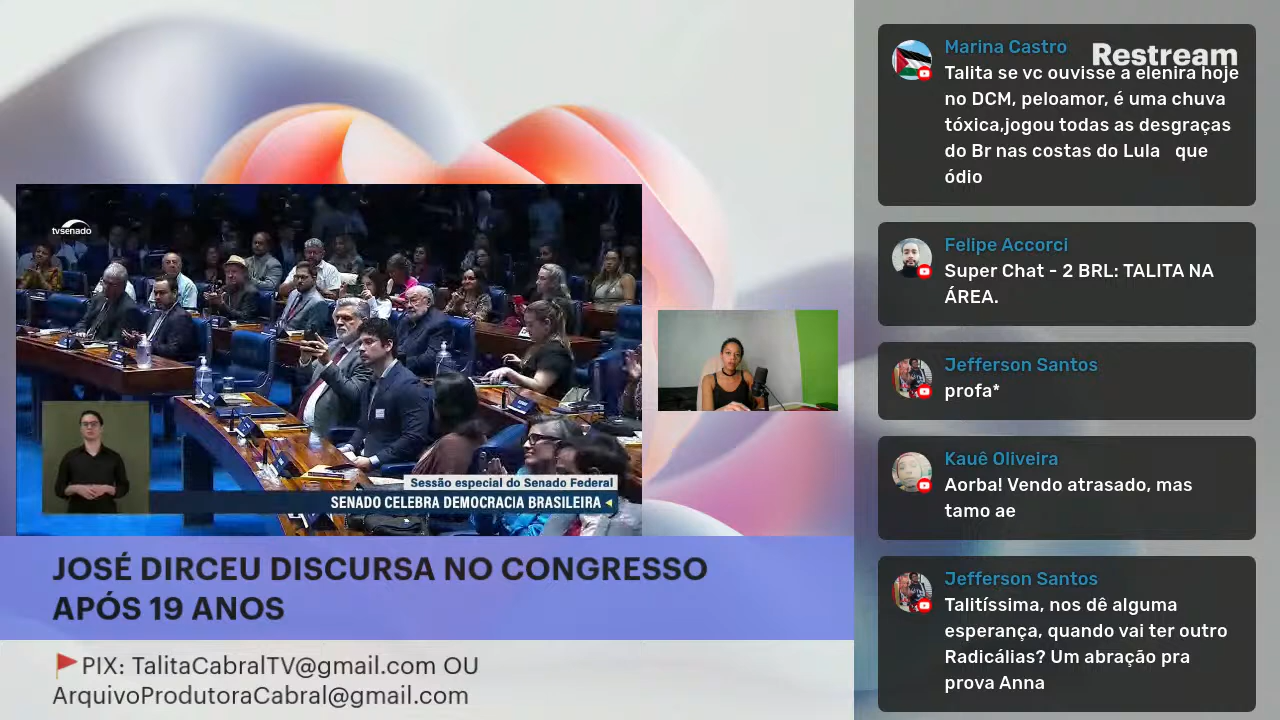 tvsenado
Sessão especial do Senado Federal
SENADO CELEBRA DEMOCRACIA BRASILEIRA
JOSÉ DIRCEU DISCURSA NO CONGRESSO
APÓS 19 ANOS
PIX: TalitaCabralTV@gmail.com OU
ArquivoProdutoraCabral@gmail.com
Restream
Marina Castro
Talita se vc ouvisse a elenira hoje
no DCM, peloamor, é uma chuva
tóxica,jogou todas as desgraças
do Br nas costas do Lula que
ódio
Felipe Accorci
Super Chat - 2 BRL: TALITA NA
ÁREA.
Jefferson Santos
profa*
Kauê Oliveira
Aorba! Vendo atrasado, mas
tamo ae
Jefferson Santos
Talitíssima, nos dê alguma
esperança, quando vai ter outro
Radicálias? Um abração pra
prova Anna